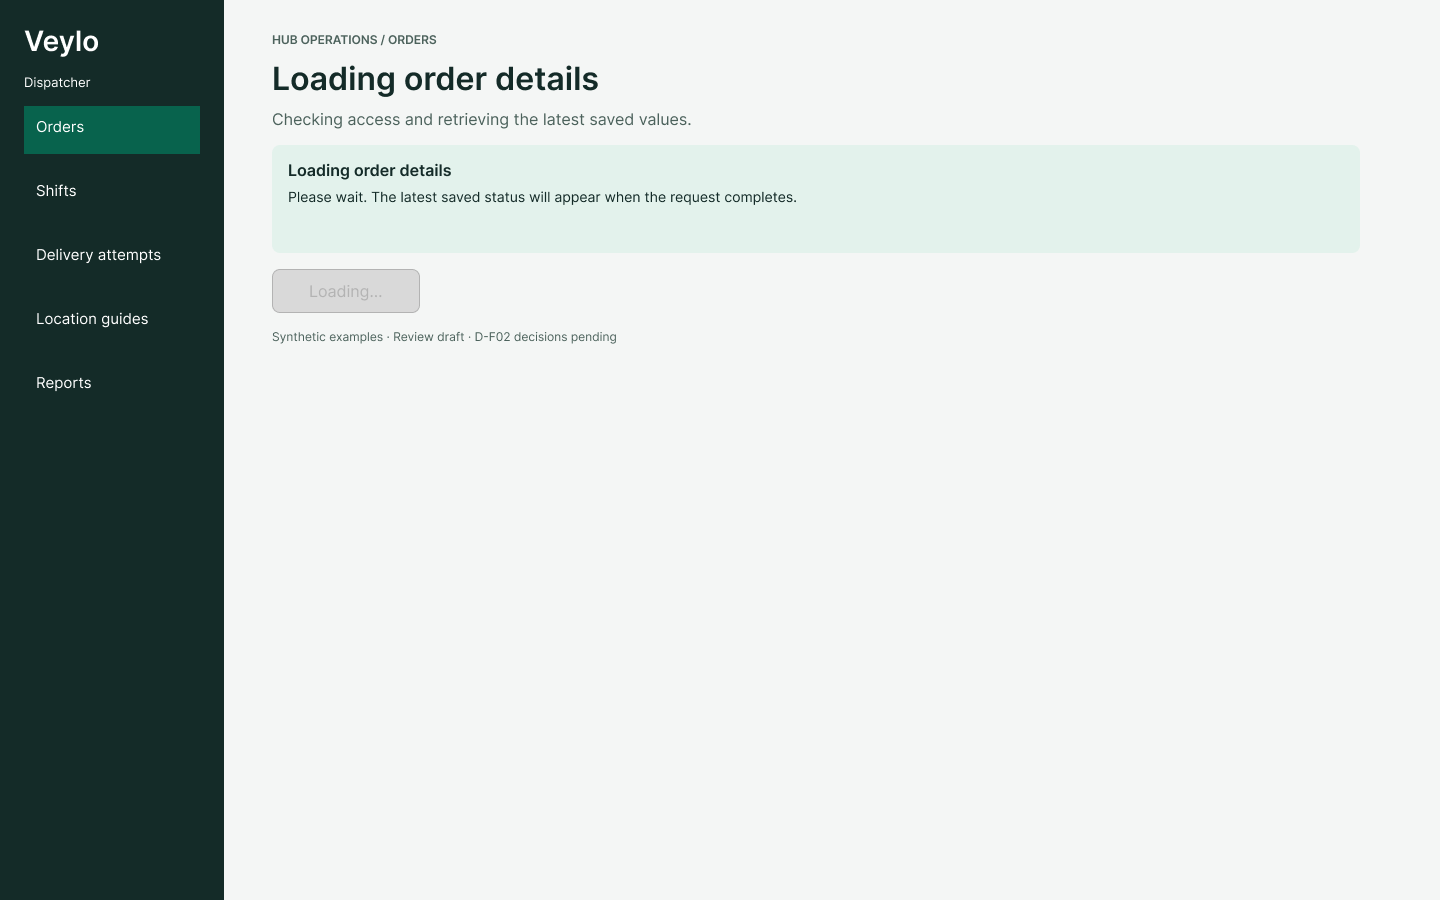 Veylo
Dispatcher
Orders
Shifts
Delivery attempts
Location guides
Reports
HUB OPERATIONS / ORDERS
Loading order details
Checking access and retrieving the latest saved values.
Loading order details
Please wait. The latest saved status will appear when the request completes.
Loading...
Synthetic examples · Review draft · D-F02 decisions pending